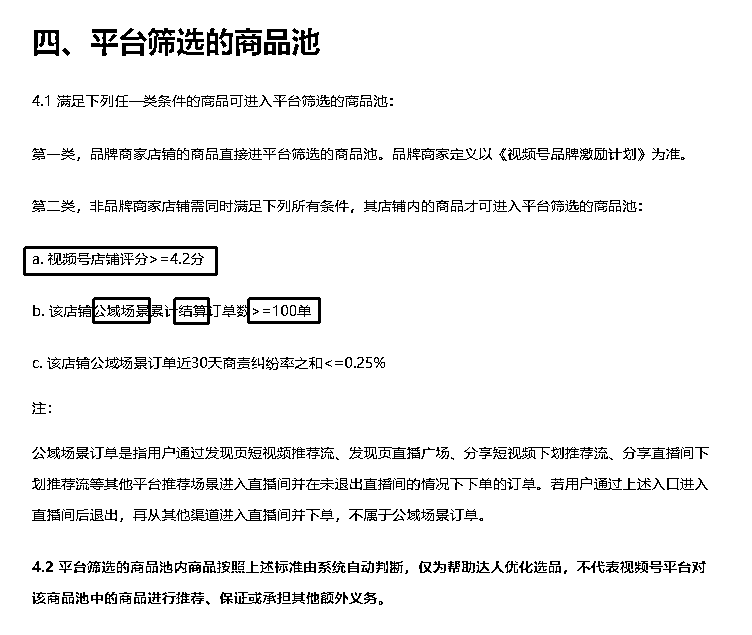 四、平台筛选的商品池
4.1 满足下列任一类条件的商品可进入平台筛选的商品池：
第一类，品牌商家店铺的商品直接进平台筛选的商品池。品牌商家定义以《视频号品牌激励计划》为准。
第二类，非品牌商家店铺需同时满足下列所有条件，其店铺内的商品才可进入平台筛选的商品池：
a. 视频号店铺评分>=4.2分
b. 该店铺公域场景累计结算订单数>=100单
c. 该店铺公域场景订单近30天商责纠纷率之和<=0.25%
注：
公域场景订单是指用户通过发现页短视频推荐流、发现页直播广场、分享短视频下划推荐流、分享直播间下
划推荐流等其他平台推荐场景进入直播间并在未退出直播间的情况下下单的订单。若用户通过上述入口进入
直播间后退出，再从其他渠道进入直播间并下单，不属于公域场景订单。
4.2 平台筛选的商品池内商品按照上述标准由系统自动判断，仅为帮助达人优化选品，不代表视频号平台对
该商品池中的商品进行推荐、保证或承担其他额外义务。